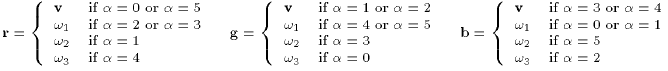 r = { v if α = 0 or α = 5 g = { v if α = 1 or α = 2 b = { v if α = 3 or α = 4
ω₁ if α = 2 or α = 3 ω₁ if α = 4 or α = 5 ω₁ if α = 0 or α = 1
ω₂ if α = 1 ω₂ if α = 3 ω₂ if α = 5
ω₃ if α = 4 ω₃ if α = 0 ω₃ if α = 2